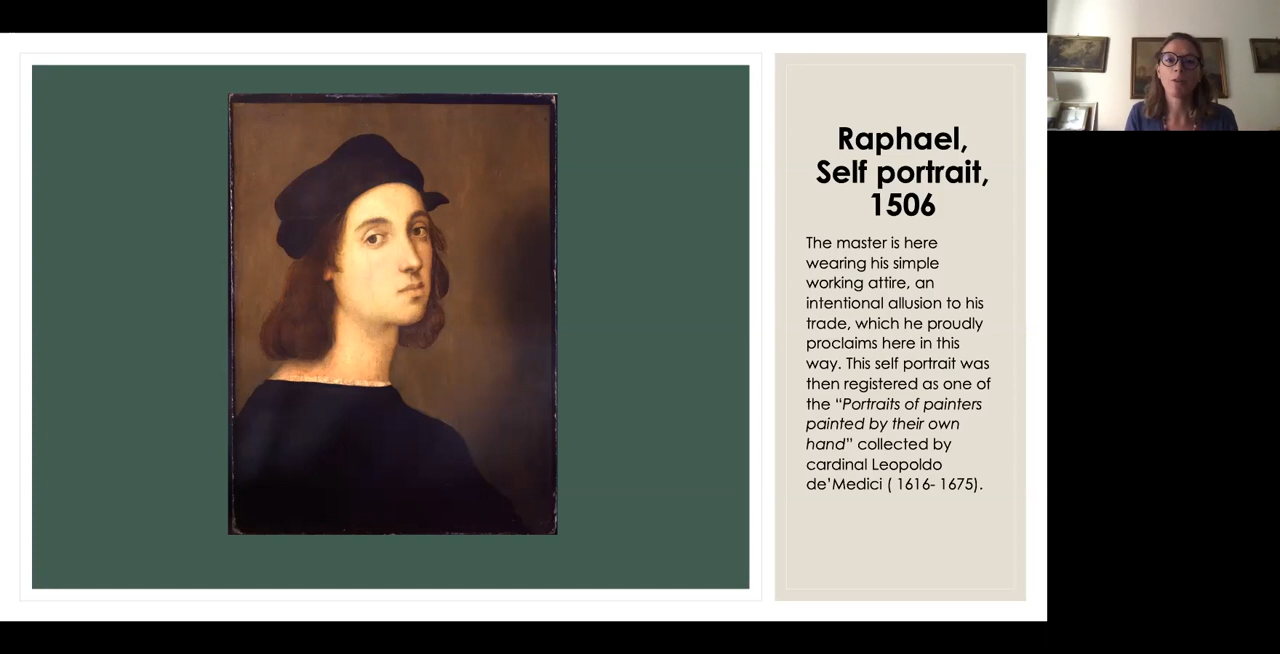 Raphael,
Self portrait,
1506
The master is here
wearing his simple
working attire, an
intentional allusion to his
trade, which he proudly
proclaims here in this
way. This self portrait was
then registered as one of
the “Portraits of painters
painted by their own
hand” collected by
cardinal Leopoldo
de’Medici ( 1616- 1675).